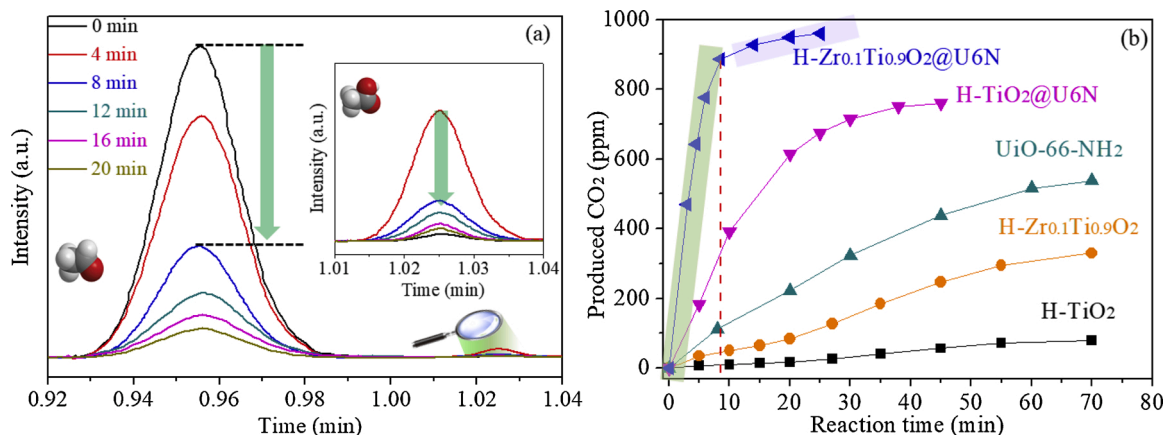 (a)
0 min
4 min
8 min
12 min
16 min
20 min
Intensity (a.u.)
0.92
0.94
0.96
0.98
1.00
1.02
1.04
Time (min)
Intensity (a.u.)
1.01
1.02
1.03
1.04
Time (min)
(b)
Produced CO₂ (ppm)
1000
800
600
400
200
0
H-Zr₀.₁Ti₀.₉O₂@U6N
H-TiO₂@U6N
UiO-66-NH₂
H-Zr₀.₁Ti₀.₉O₂
H-TiO₂
0
10
20
30
40
50
60
70
80
Reaction time (min)